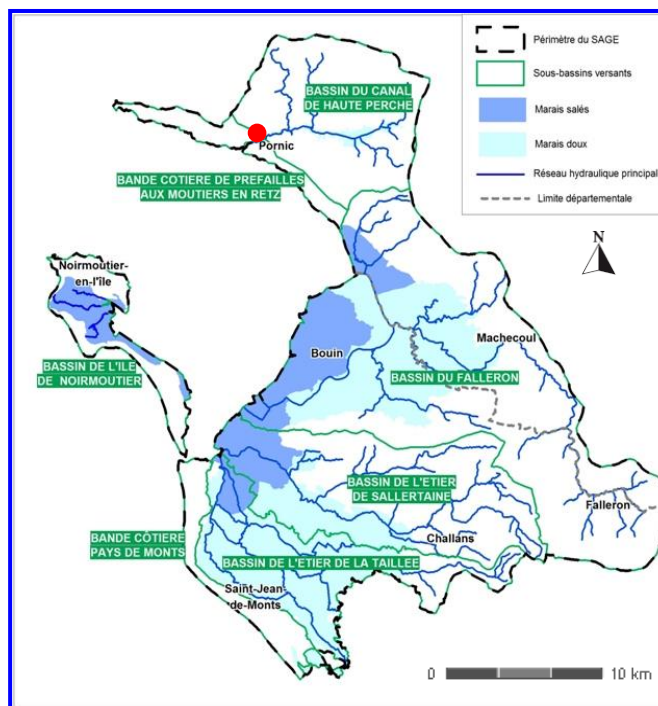 Périmètre du SAGE
Sous-bassins versants
Marais salés
Marais doux
Réseau hydraulique principal
Limite départementale
N
BASSIN DU CANAL
DE HAUTE PERCHE
Pornic
BANDE COTIERE DE PREFAILLES
AUX MOUTIERS EN RETZ
Noirmoutier-
en-l'île
BASSIN DE L'ILE
DE NOIRMOUTIER
Bouin
Machecoul
BASSIN DU FALLERON
BASSIN DE L'ETIER
DE SALLERTAINE
Falleron
Challans
BANDE CÔTIERE
PAYS DE MONTS
BASSIN DE L'ETIER DE LA TAILLEE
Saint-Jean-
de-Monts
0 10 km